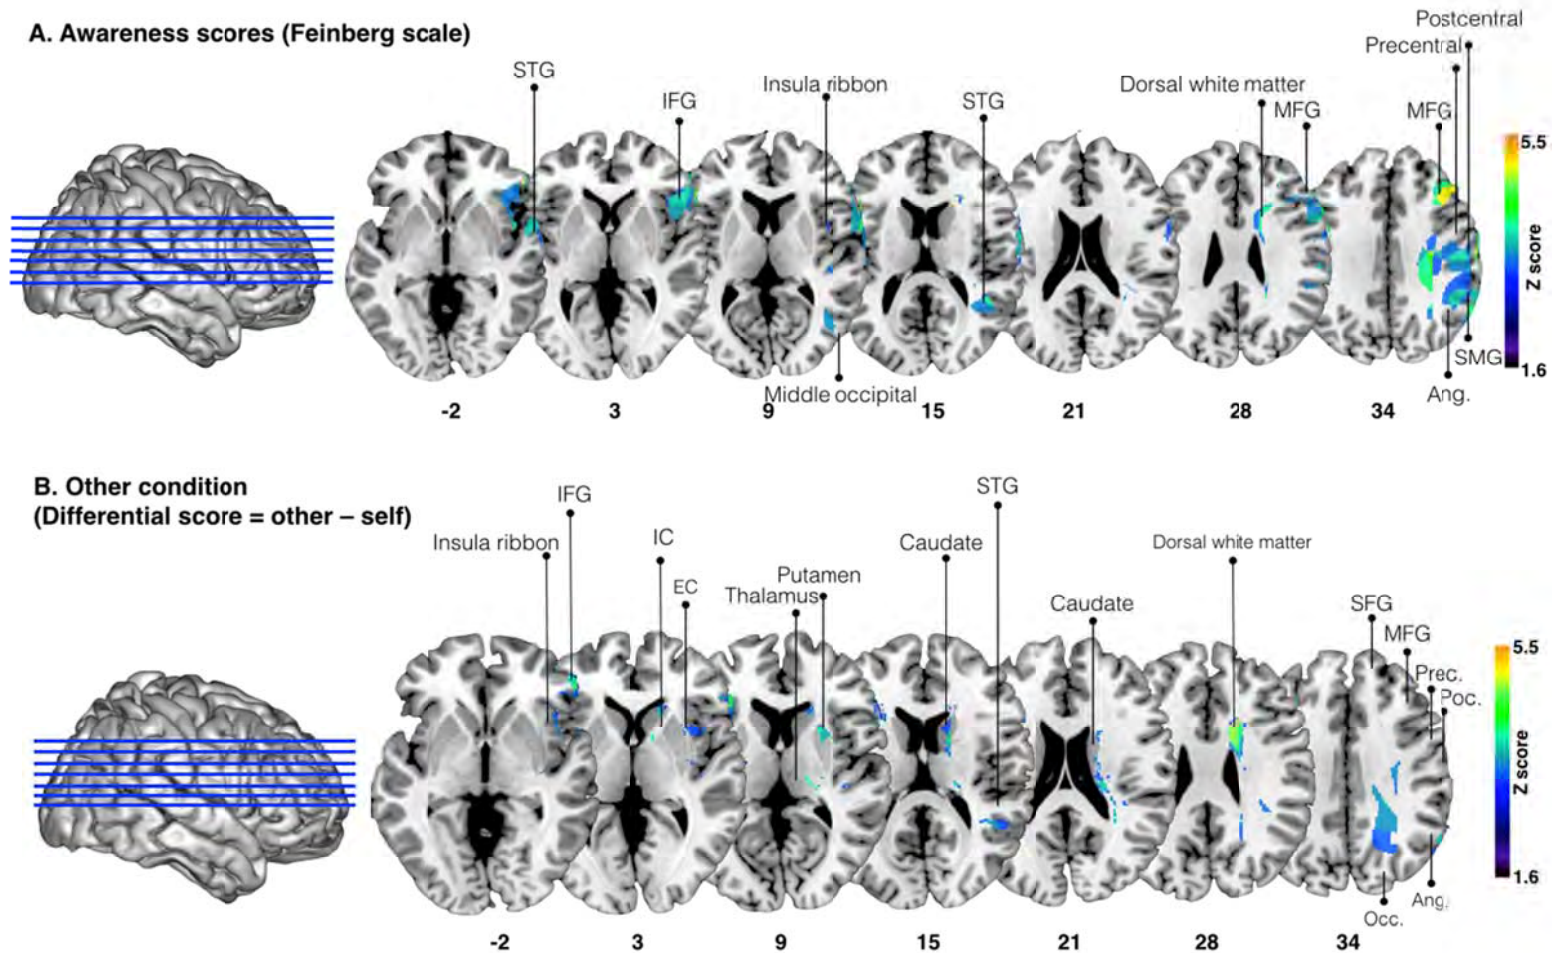 A. Awareness scores (Feinberg scale)
Postcentral
Precentral
STG
IFG
Insula ribbon
STG
Dorsal white matter
MFG
MFG
5.5
Z score
1.6
SMG
Ang.
Middle occipital
-2 3 9 15 21 28 34
B. Other condition
(Differential score = other – self)
IFG
STG
Insula ribbon
IC
Caudate
Dorsal white matter
EC
Putamen
Thalamus
Caudate
SFG
MFG
Prec.
Poc.
5.5
Z score
1.6
Ang.
Occ.
-2 3 9 15 21 28 34